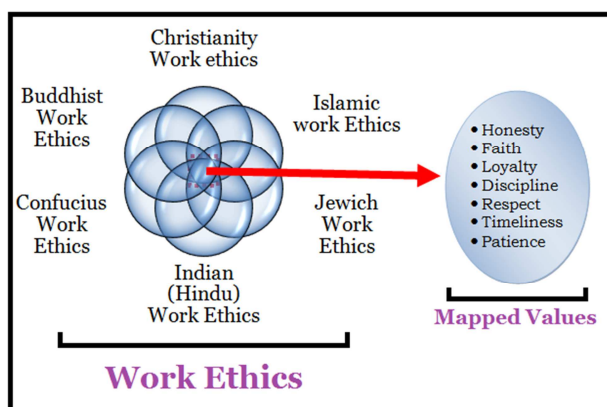 Christianity
Work ethics
Buddhist
Work
Ethics
Islamic
work Ethics
Confucius
Work
Ethics
Jewich
Work
Ethics
Indian
(Hindu)
Work Ethics
Work Ethics
• Honesty
• Faith
• Loyalty
• Discipline
• Respect
• Timeliness
• Patience
Mapped Values